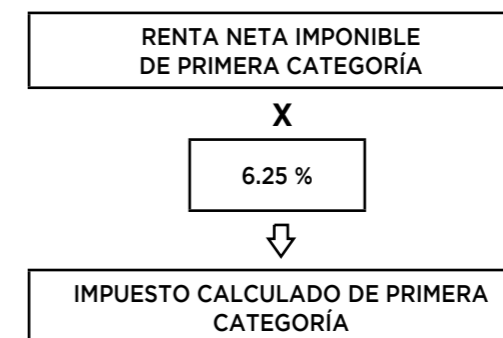 RENTA NETA IMPONIBLE
DE PRIMERA CATEGORÍA
X
6.25 %
IMPUESTO CALCULADO DE PRIMERA
CATEGORÍA